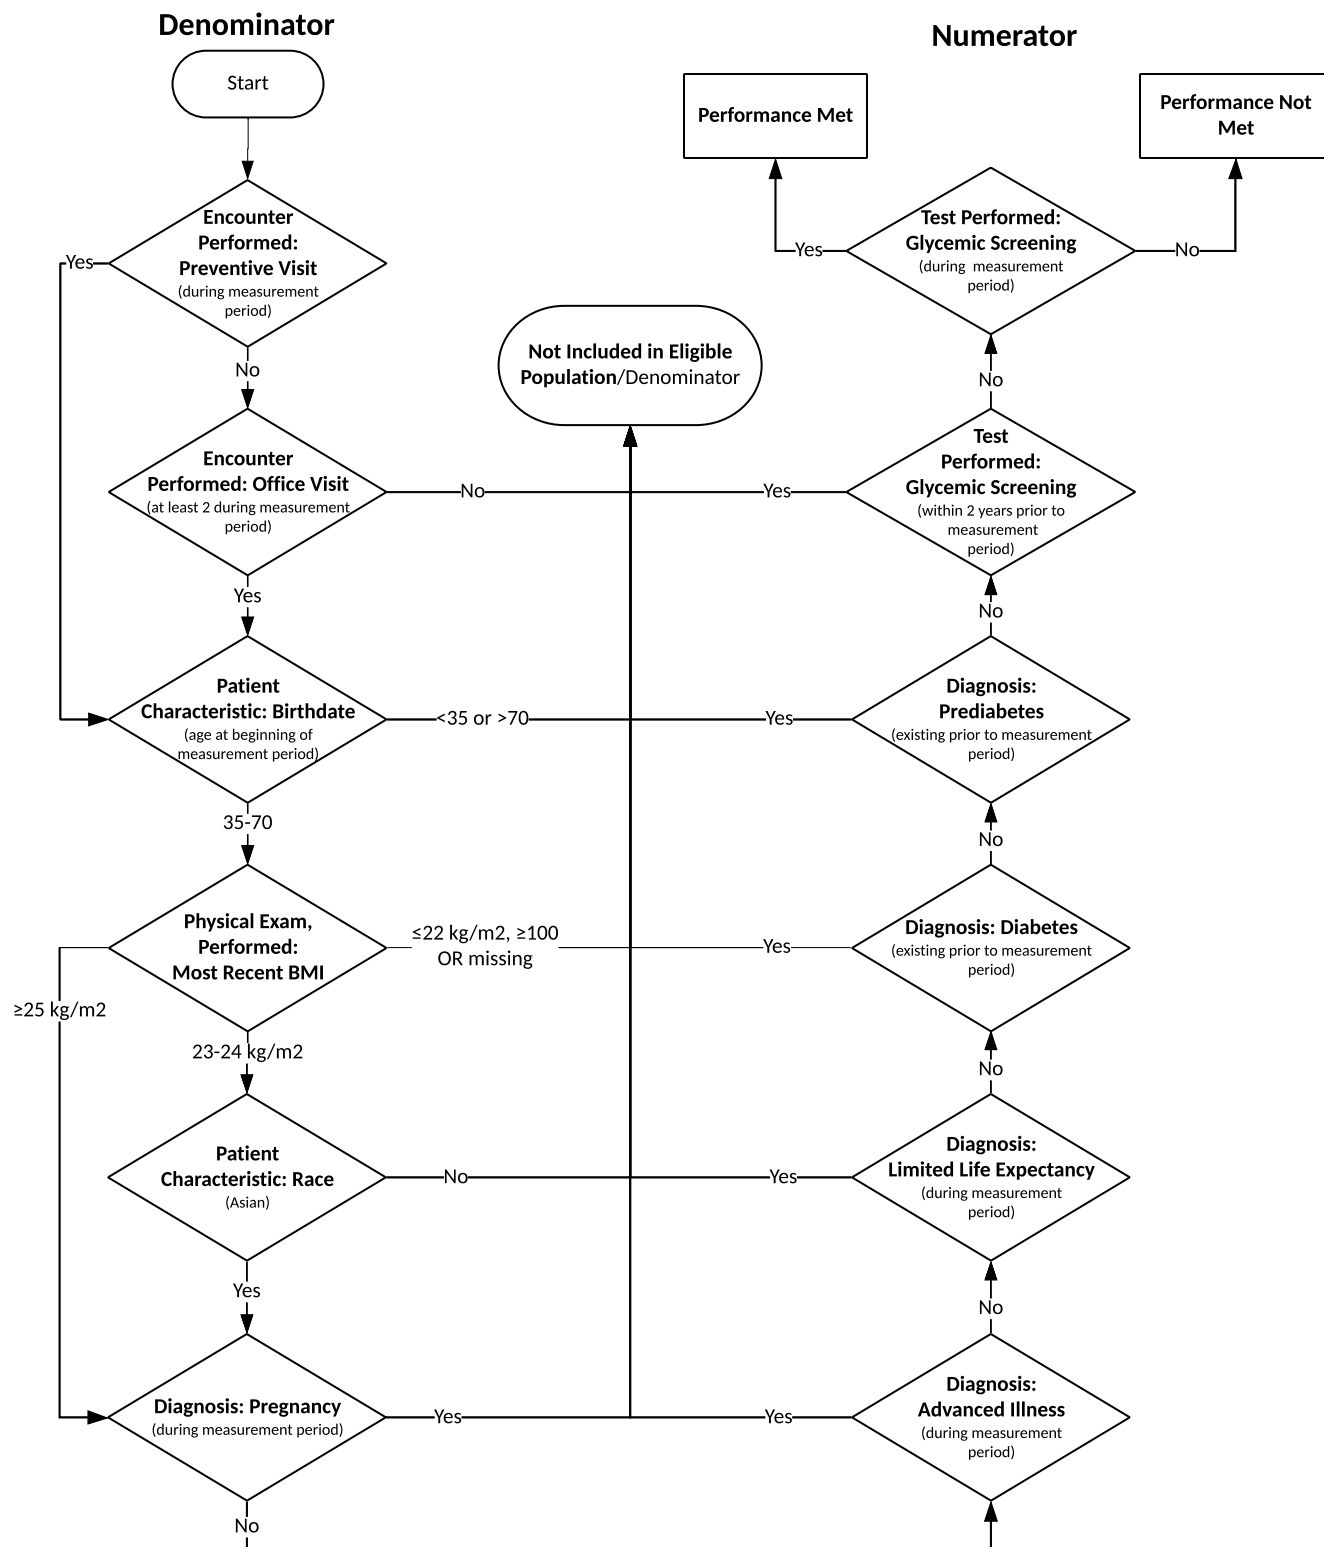 Denominator
Start
Encounter
Performed:
Preventive Visit
(during measurement
period)
Yes
No
Encounter
Performed: Office Visit
(at least 2 during measurement
period)
No
Yes
Patient
Characteristic: Birthdate
(age at beginning of
measurement period)
<35 or >70
35-70
Physical Exam,
Performed:
Most Recent BMI
≤22 kg/m2, ≥100
OR missing
≥25 kg/m2
23-24 kg/m2
Patient
Characteristic: Race
(Asian)
No
Yes
Diagnosis: Pregnancy
(during measurement period)
Yes
No
Not Included in Eligible
Population/Denominator
Numerator
Performance Met
Performance Not
Met
Test Performed:
Glycemic Screening
(during  measurement
period)
Yes
No
No
Test
Performed:
Glycemic Screening
(within 2 years prior to
measurement
period)
Yes
No
Diagnosis:
Prediabetes
(existing prior to measurement
period)
Yes
No
Diagnosis: Diabetes
(existing prior to measurement
period)
Yes
No
Diagnosis:
Limited Life Expectancy
(during measurement
period)
Yes
No
Diagnosis:
Advanced Illness
(during measurement
period)
Yes